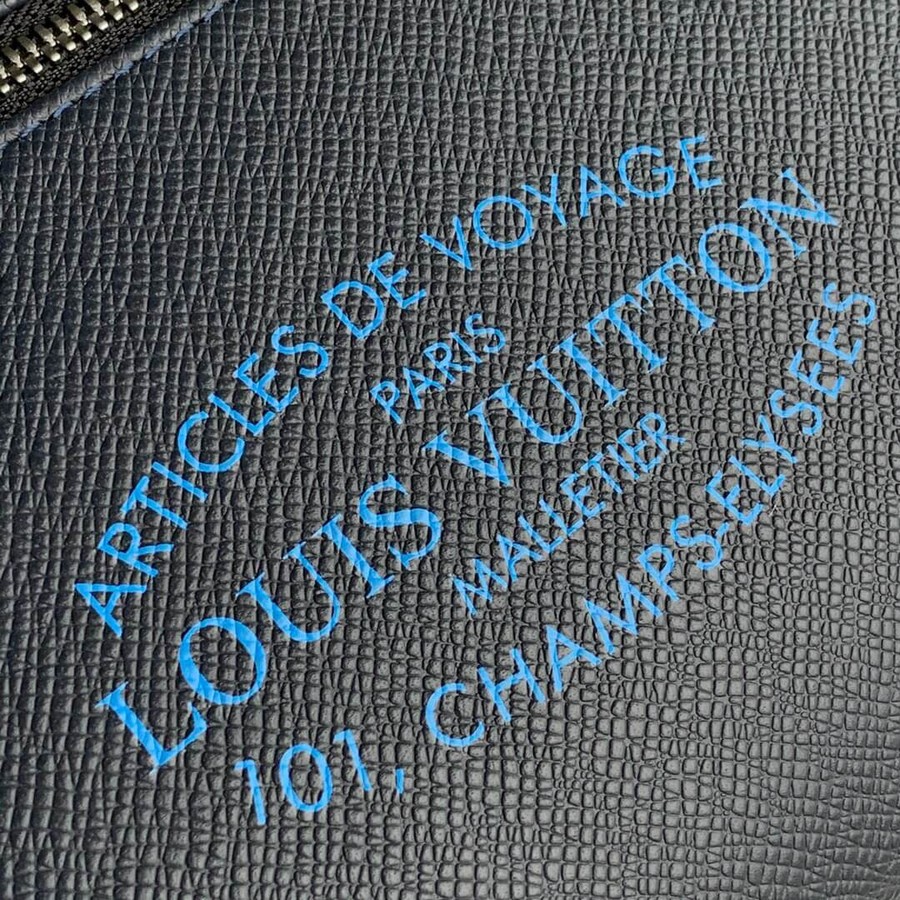 ARTICLES DE VOYAGE
PARIS
LOUIS VUITTON
MALLETIER
101, CHAMPS-ELYSEES